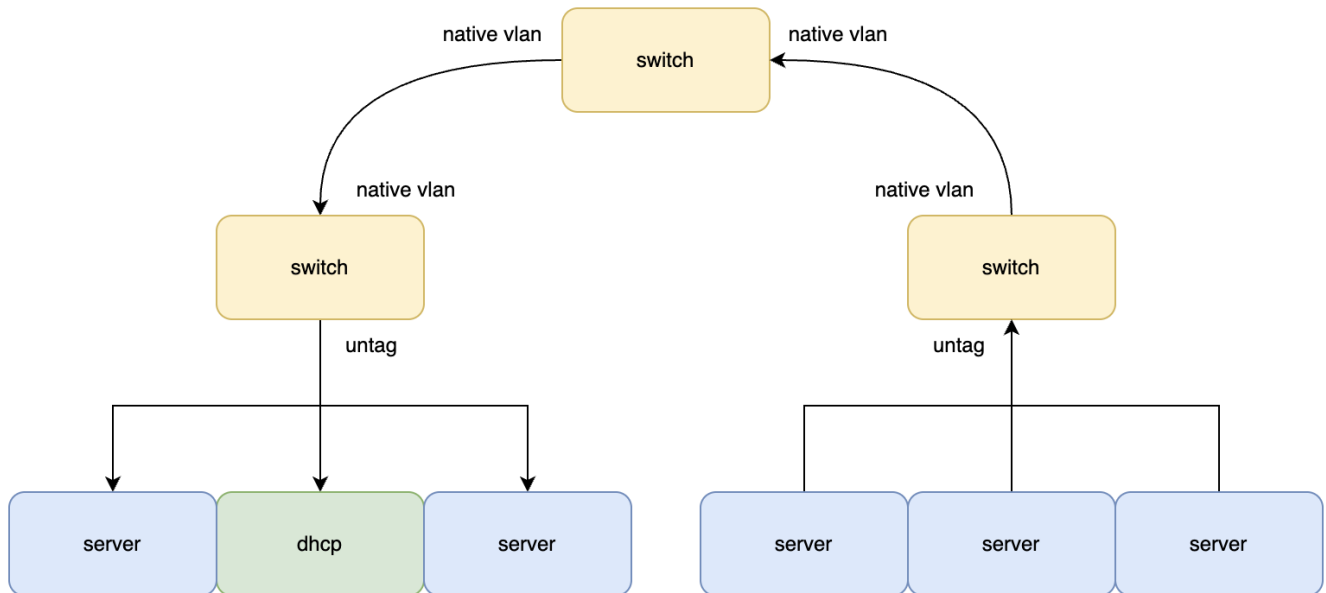 native vlan
switch
native vlan
native vlan
native vlan
switch
switch
untag
untag
server
dhcp
server
server
server
server